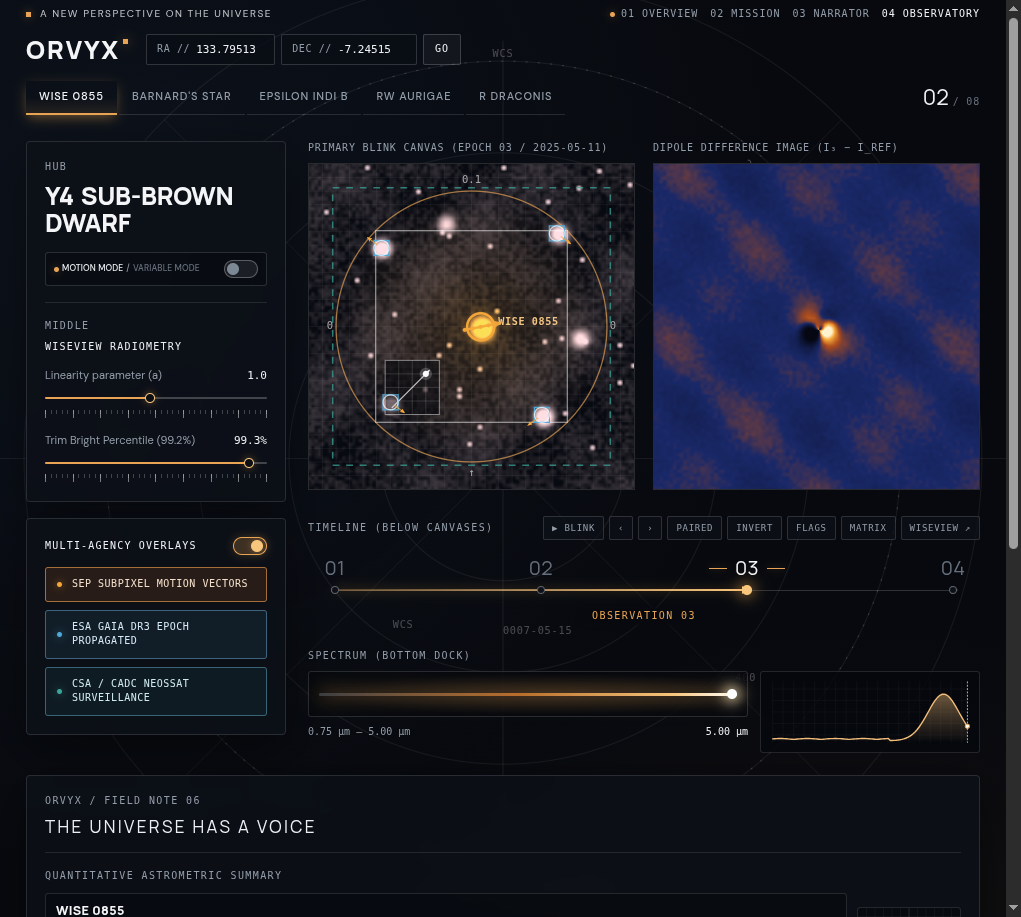 A NEW PERSPECTIVE ON THE UNIVERSE
01 OVERVIEW 02 MISSION 03 NARRATOR 04 OBSERVATORY
ORVYX
RA // 133.79513
DEC // -7.24515
GO
WCS
WISE 0855
BARNARD'S STAR
EPSILON INDI B
RW AURIGAE
R DRACONIS
02 / 08
HUB
Y4 SUB-BROWN
DWARF
MOTION MODE / VARIABLE MODE
MIDDLE
WISEVIEW RADIOMETRY
Linearity parameter (a) 1.0
Trim Bright Percentile (99.2%) 99.3%
MULTI-AGENCY OVERLAYS
SEP SUBPIXEL MOTION VECTORS
ESA GAIA DR3 EPOCH
PROPAGATED
CSA / CADC NEOSSAT
SURVEILLANCE
PRIMARY BLINK CANVAS (EPOCH 03 / 2025-05-11)
0.1
0
WISE 0855
0
↑
DIPOLE DIFFERENCE IMAGE (I₃ − I_REF)
TIMELINE (BELOW CANVASES)
▶ BLINK
‹
›
PAIRED
INVERT
FLAGS
MATRIX
WISEVIEW ↗
01
02
03
04
OBSERVATION 03
WCS
0007-05-15
SPECTRUM (BOTTOM DOCK)
0
0.75 µm — 5.00 µm
5.00 µm
ORVYX / FIELD NOTE 06
THE UNIVERSE HAS A VOICE
QUANTITATIVE ASTROMETRIC SUMMARY
WISE 0855